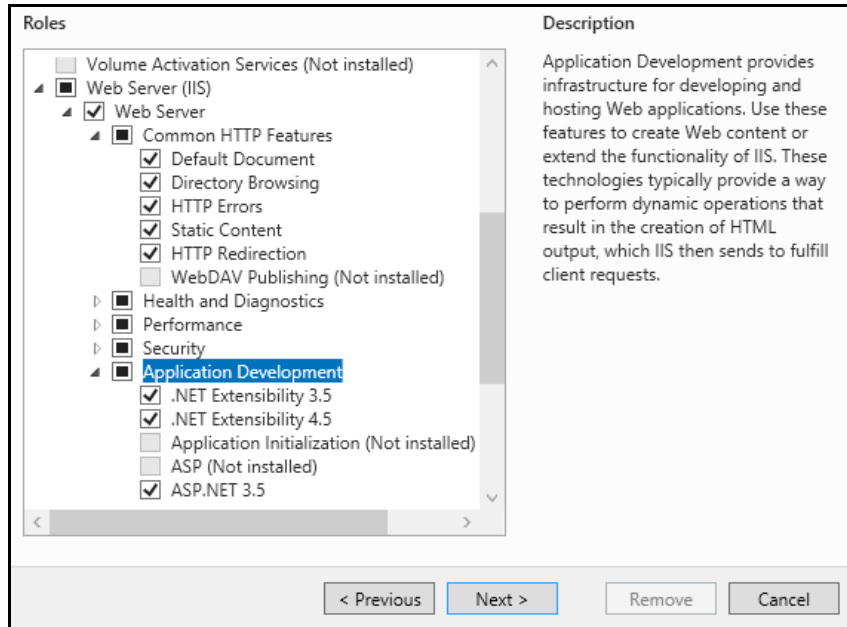 Roles
Volume Activation Services (Not installed)
Web Server (IIS)
Web Server
Common HTTP Features
Default Document
Directory Browsing
HTTP Errors
Static Content
HTTP Redirection
WebDAV Publishing (Not installed)
Health and Diagnostics
Performance
Security
Application Development
.NET Extensibility 3.5
.NET Extensibility 4.5
Application Initialization (Not installed)
ASP (Not installed)
ASP.NET 3.5
Description
Application Development provides
infrastructure for developing and
hosting Web applications. Use these
features to create Web content or
extend the functionality of IIS. These
technologies typically provide a way
to perform dynamic operations that
result in the creation of HTML
output, which IIS then sends to fulfill
client requests.
< Previous
Next >
Remove
Cancel